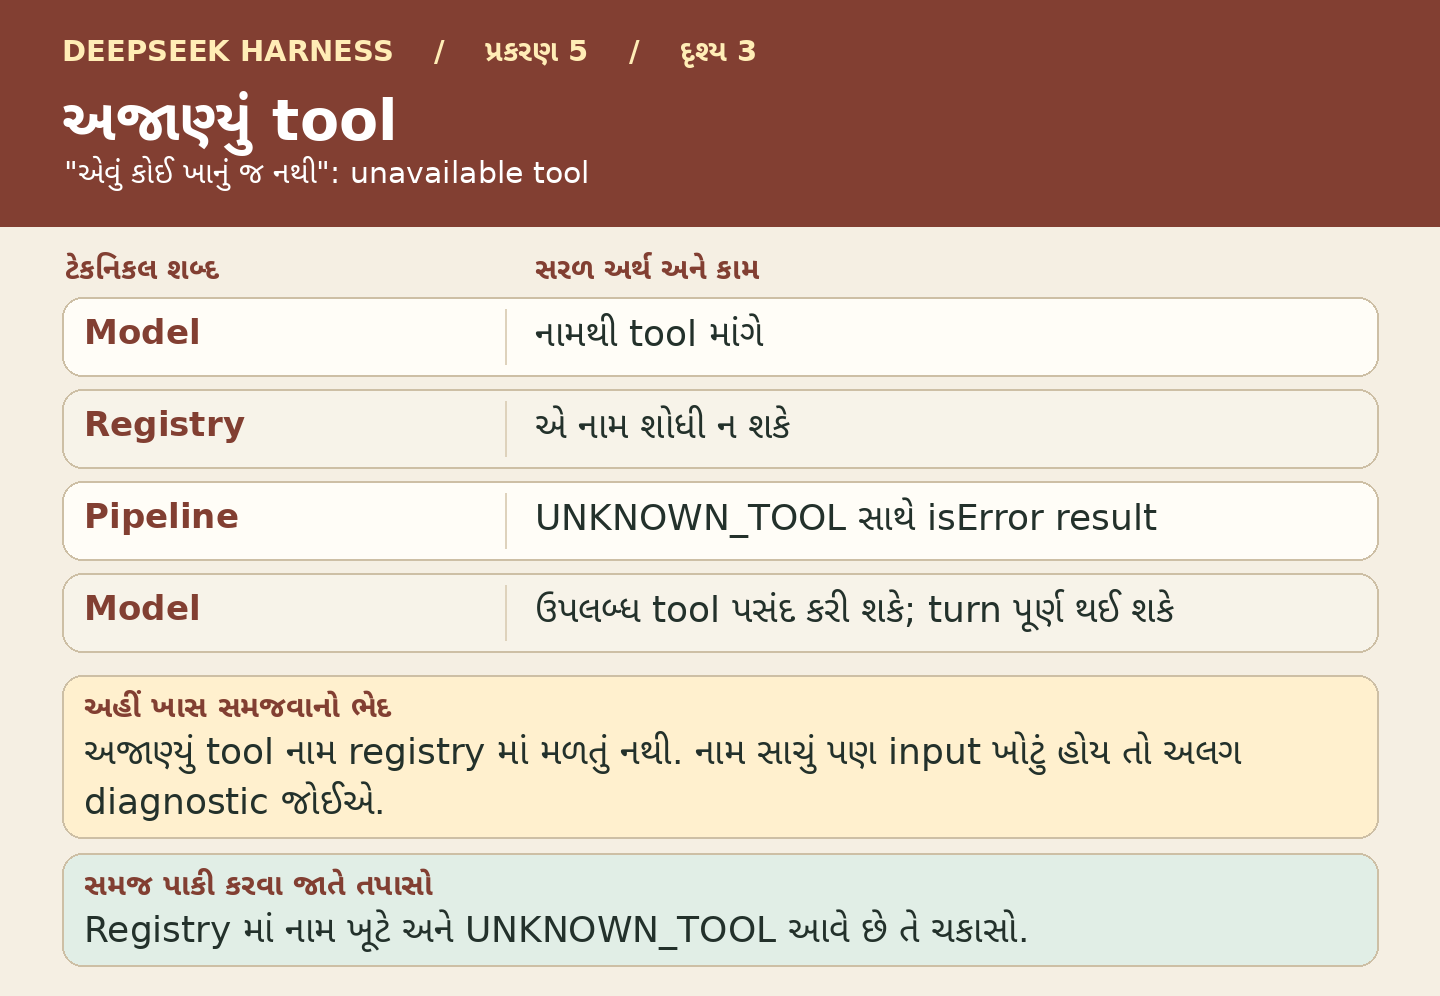 DEEPSEEK HARNESS / પ્રકરણ 5 / દૃશ્ય 3
અજાણ્યું tool
"એવું કોઈ ખાનું જ નથી": unavailable tool
ટેકનિકલ શબ્દ સરળ અર્થ અને કામ
Model નામથી tool માંગે
Registry એ નામ શોધી ન શકે
Pipeline UNKNOWN_TOOL સાથે isError result
Model ઉપલબ્ધ tool પસંદ કરી શકે; turn પૂર્ણ થઈ શકે
અહીં ખાસ સમજવાનો ભેદ
અજાણ્યું tool નામ registry માં મળતું નથી. નામ સાચું પણ input ખોટું હોય તો અલગ
diagnostic જોઈએ.
સમજ પાકી કરવા જાતે તપાસો
Registry માં નામ ખૂટે અને UNKNOWN_TOOL આવે છે તે ચકાસો.